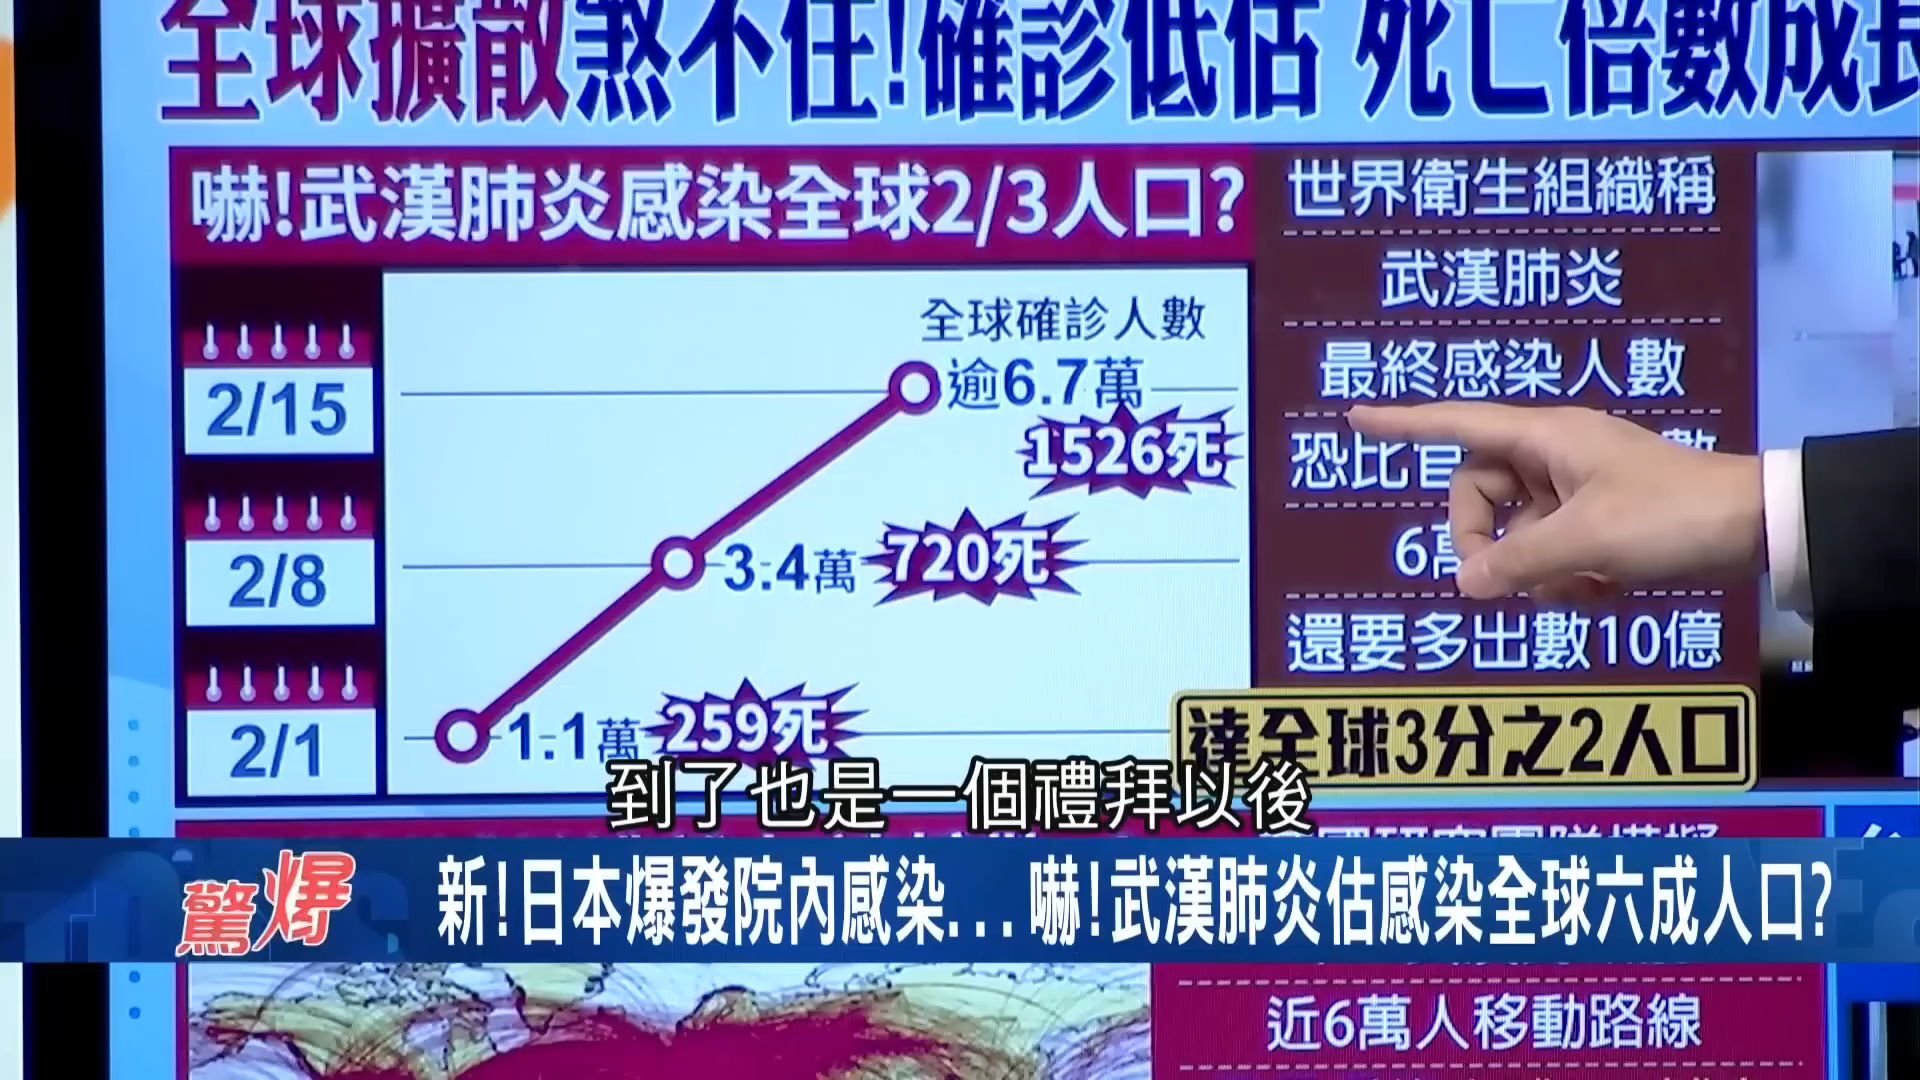 全球擴散煞不住!確診低估 死亡倍數成長
嚇!武漢肺炎感染全球2/3人口?
全球確診人數
2/15
逾6.7萬
1526死
2/8
3.4萬
720死
2/1
1.1萬
259死
世界衛生組織稱
武漢肺炎
最終感染人數
恐比官
數
6萬
還要多出數10億
達全球3分之2人口
到了也是一個禮拜以後
驚爆
新!日本爆發院內感染...嚇!武漢肺炎估感染全球六成人口?
近6萬人移動路線